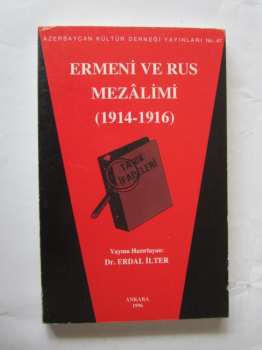 AZERBAYCAN KÜLTÜR DERNEĞİ YAYINLARI No: 47
ERMENİ VE RUS
MEZÂLİMİ
(1914-1916)
TANIK
İFADELERİ
Yayına Hazırlayan:
Dr. ERDAL İLTER
ANKARA
1996